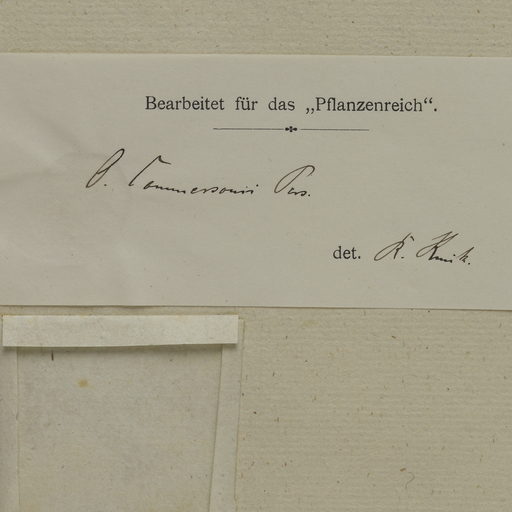 Bearbeitet für das „Pflanzenreich“.
O. Commersonii Pers.
det. R. Knuth.